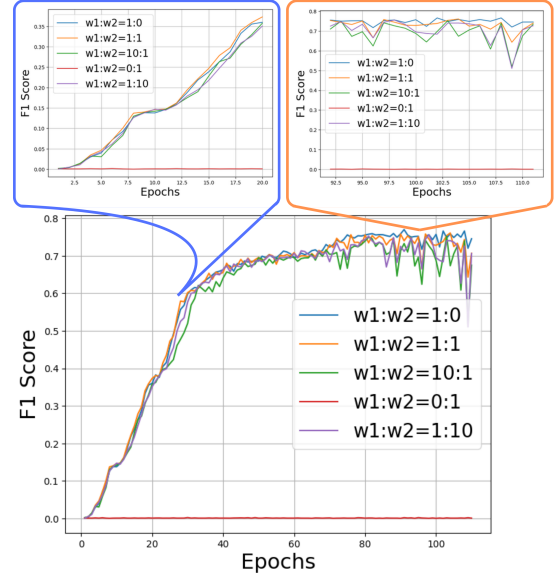 w1:w2=1:0
w1:w2=1:1
w1:w2=10:1
w1:w2=0:1
w1:w2=1:10
F1 Score
0.35
0.30
0.25
0.20
0.15
0.10
0.05
0.00
2.5 5.0 7.5 10.0 12.5 15.0 17.5 20.0
Epochs
F1 Score
0.8
0.7
0.6
0.5
0.4
0.3
0.2
0.1
0.0
w1:w2=1:0
w1:w2=1:1
w1:w2=10:1
w1:w2=0:1
w1:w2=1:10
92.5 95.0 97.5 100.0 102.5 105.0 107.5 110.0
Epochs
F1 Score
0.8
0.7
0.6
0.5
0.4
0.3
0.2
0.1
0.0
w1:w2=1:0
w1:w2=1:1
w1:w2=10:1
w1:w2=0:1
w1:w2=1:10
0 20 40 60 80 100
Epochs